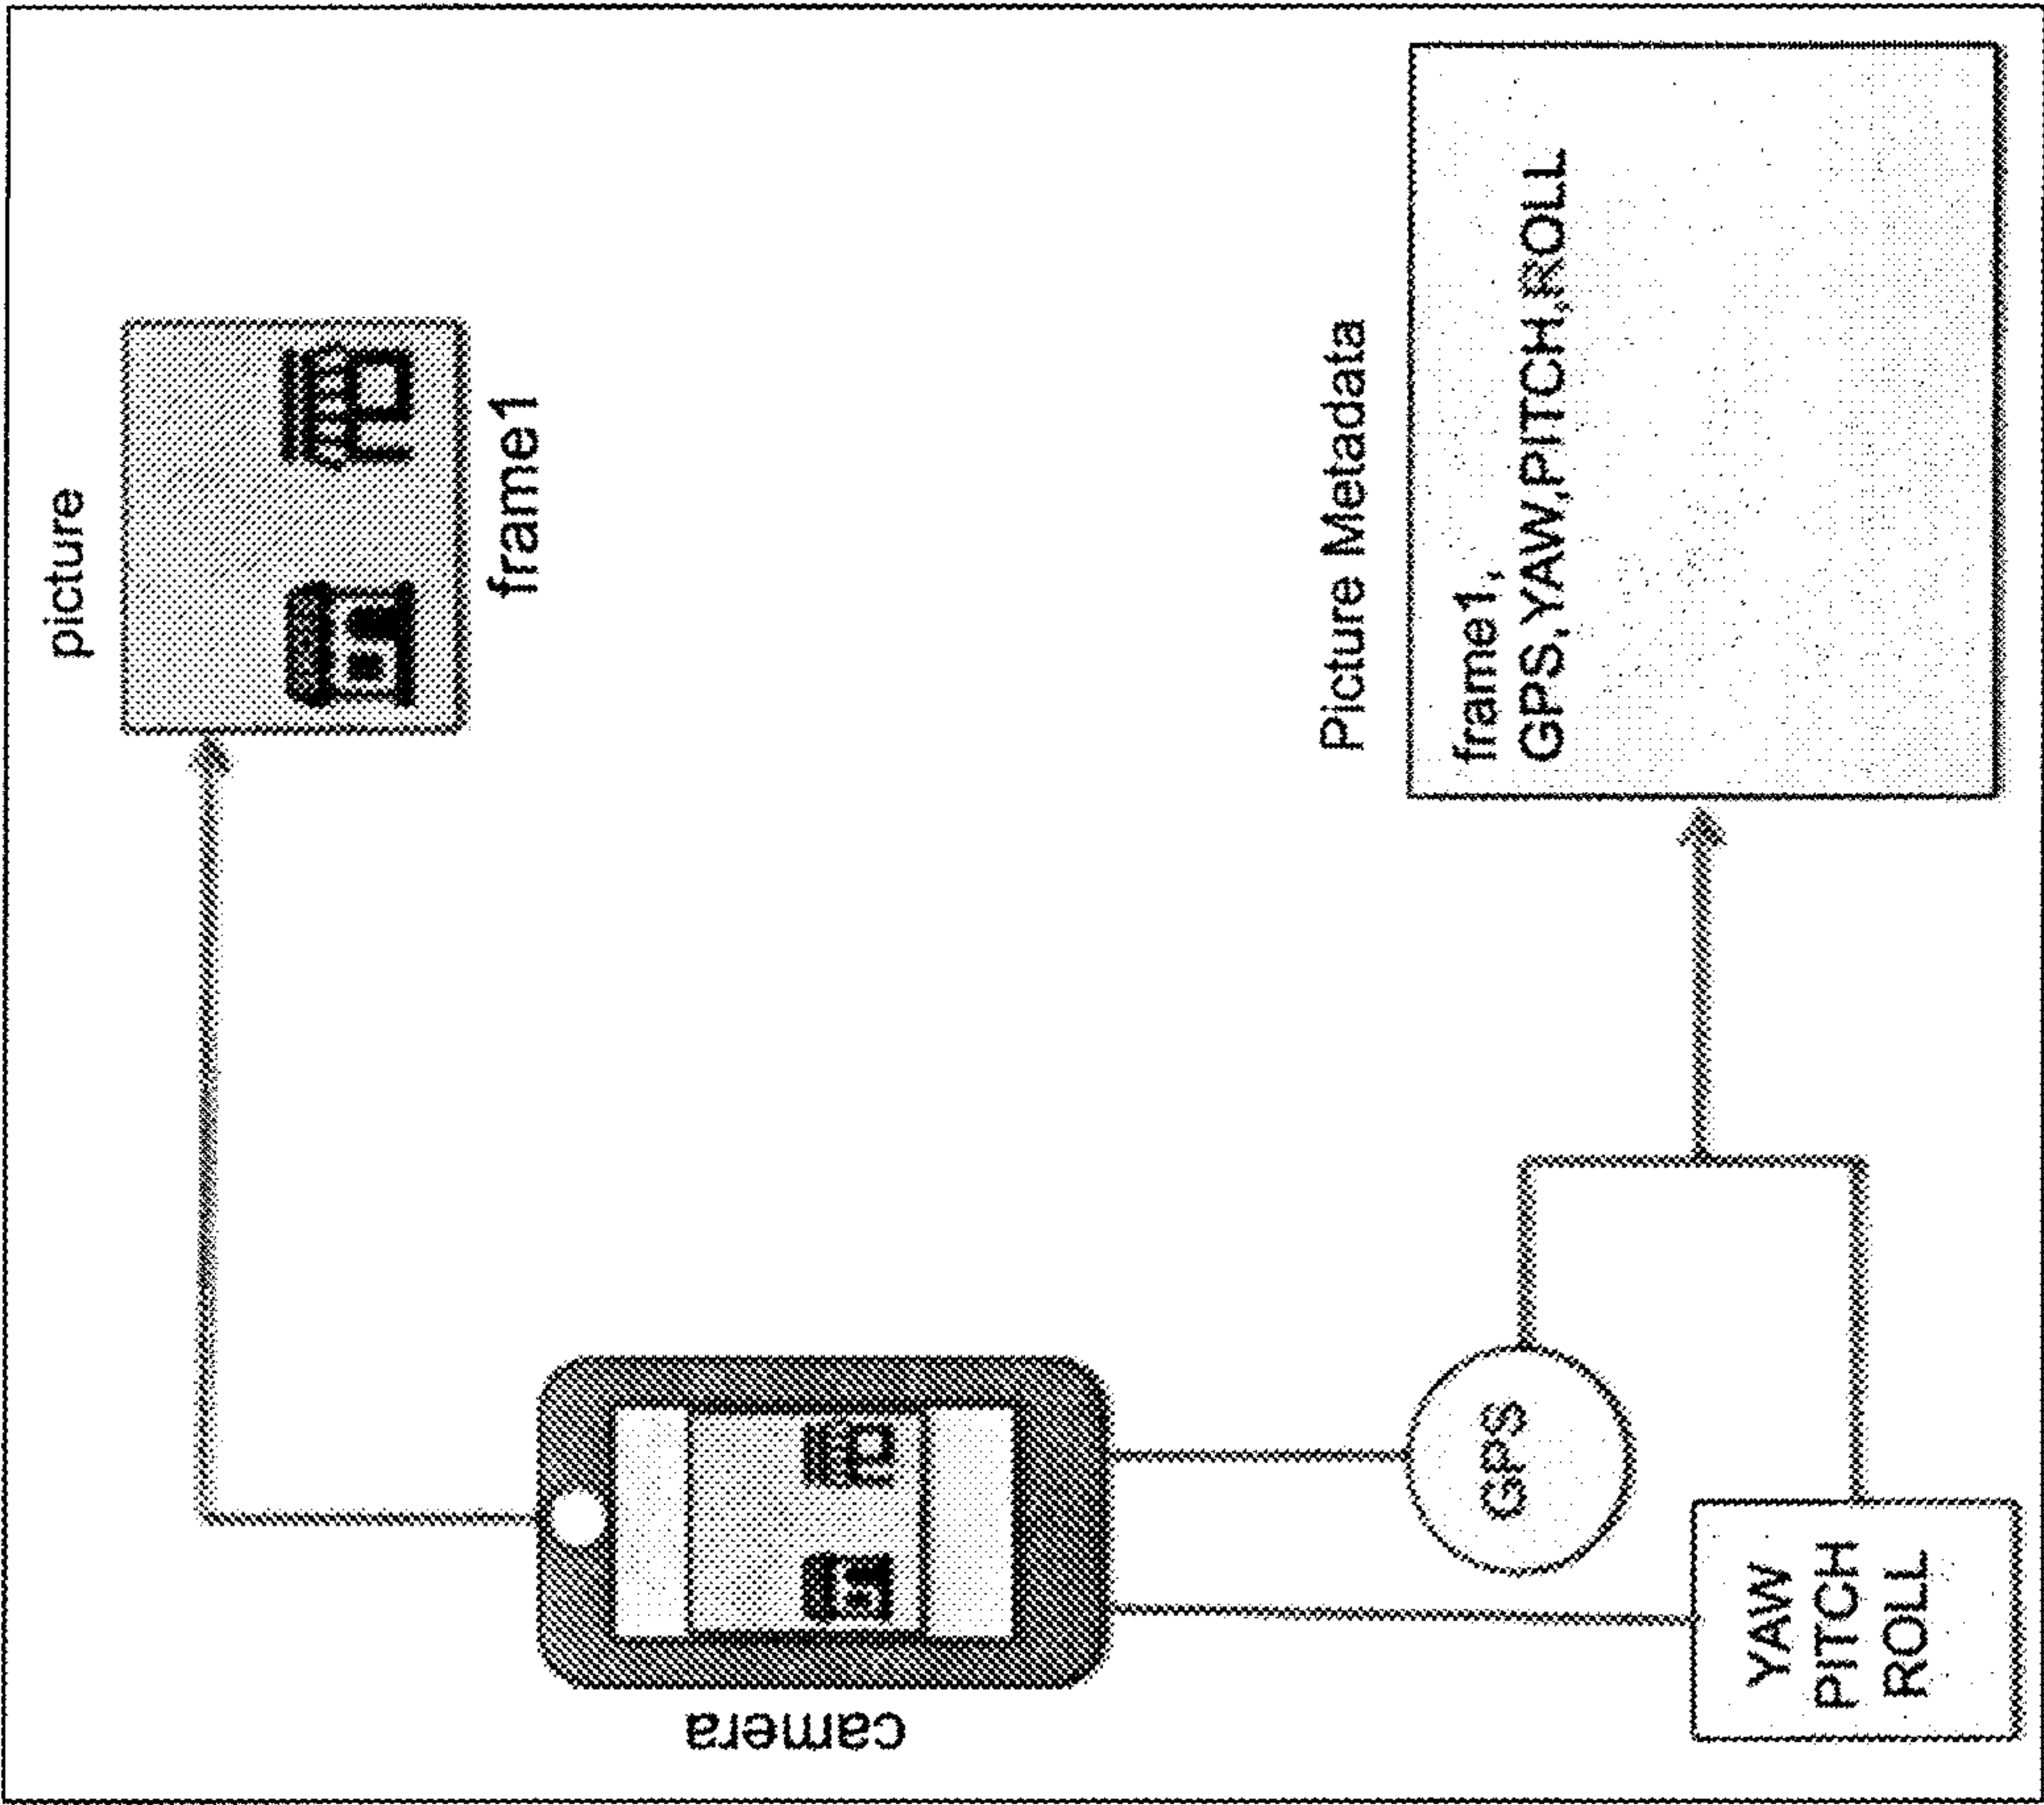 picture
frame1
camera
GPS
YAW
PITCH
ROLL
Picture Metadata
frame1,
GPS,YAW,PITCH,ROLL